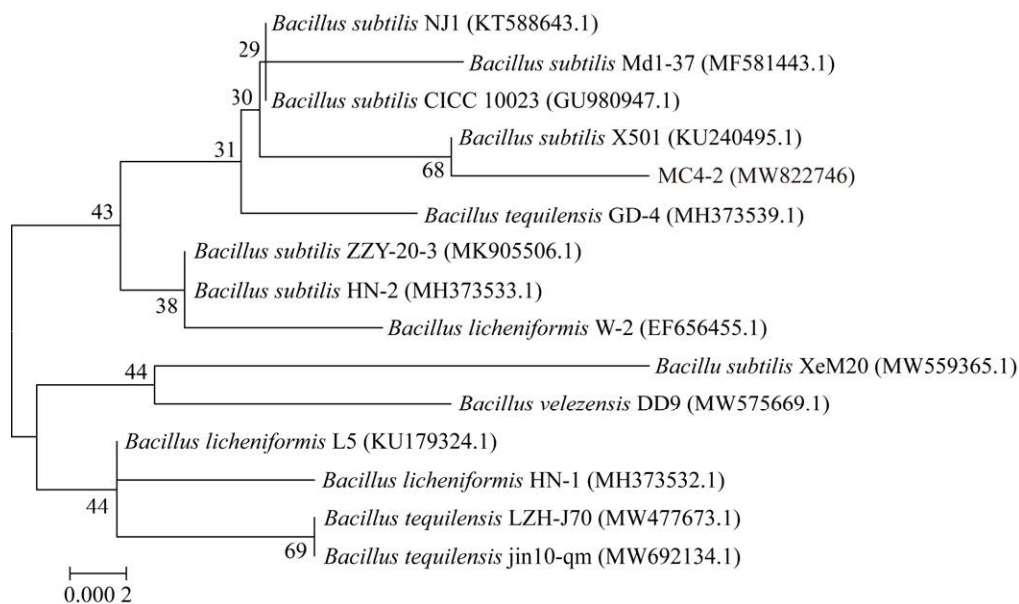 Bacillus subtilis NJ1 (KT588643.1)
29
Bacillus subtilis Md1-37 (MF581443.1)
30
Bacillus subtilis CICC 10023 (GU980947.1)
Bacillus subtilis X501 (KU240495.1)
31
68
MC4-2 (MW822746)
43
Bacillus tequilensis GD-4 (MH373539.1)
Bacillus subtilis ZZY-20-3 (MK905506.1)
Bacillus subtilis HN-2 (MH373533.1)
38
Bacillus licheniformis W-2 (EF656455.1)
44
Bacillu subtilis XeM20 (MW559365.1)
Bacillus velezensis DD9 (MW575669.1)
Bacillus licheniformis L5 (KU179324.1)
Bacillus licheniformis HN-1 (MH373532.1)
44
Bacillus tequilensis LZH-J70 (MW477673.1)
69
Bacillus tequilensis jin10-qm (MW692134.1)
0.000 2